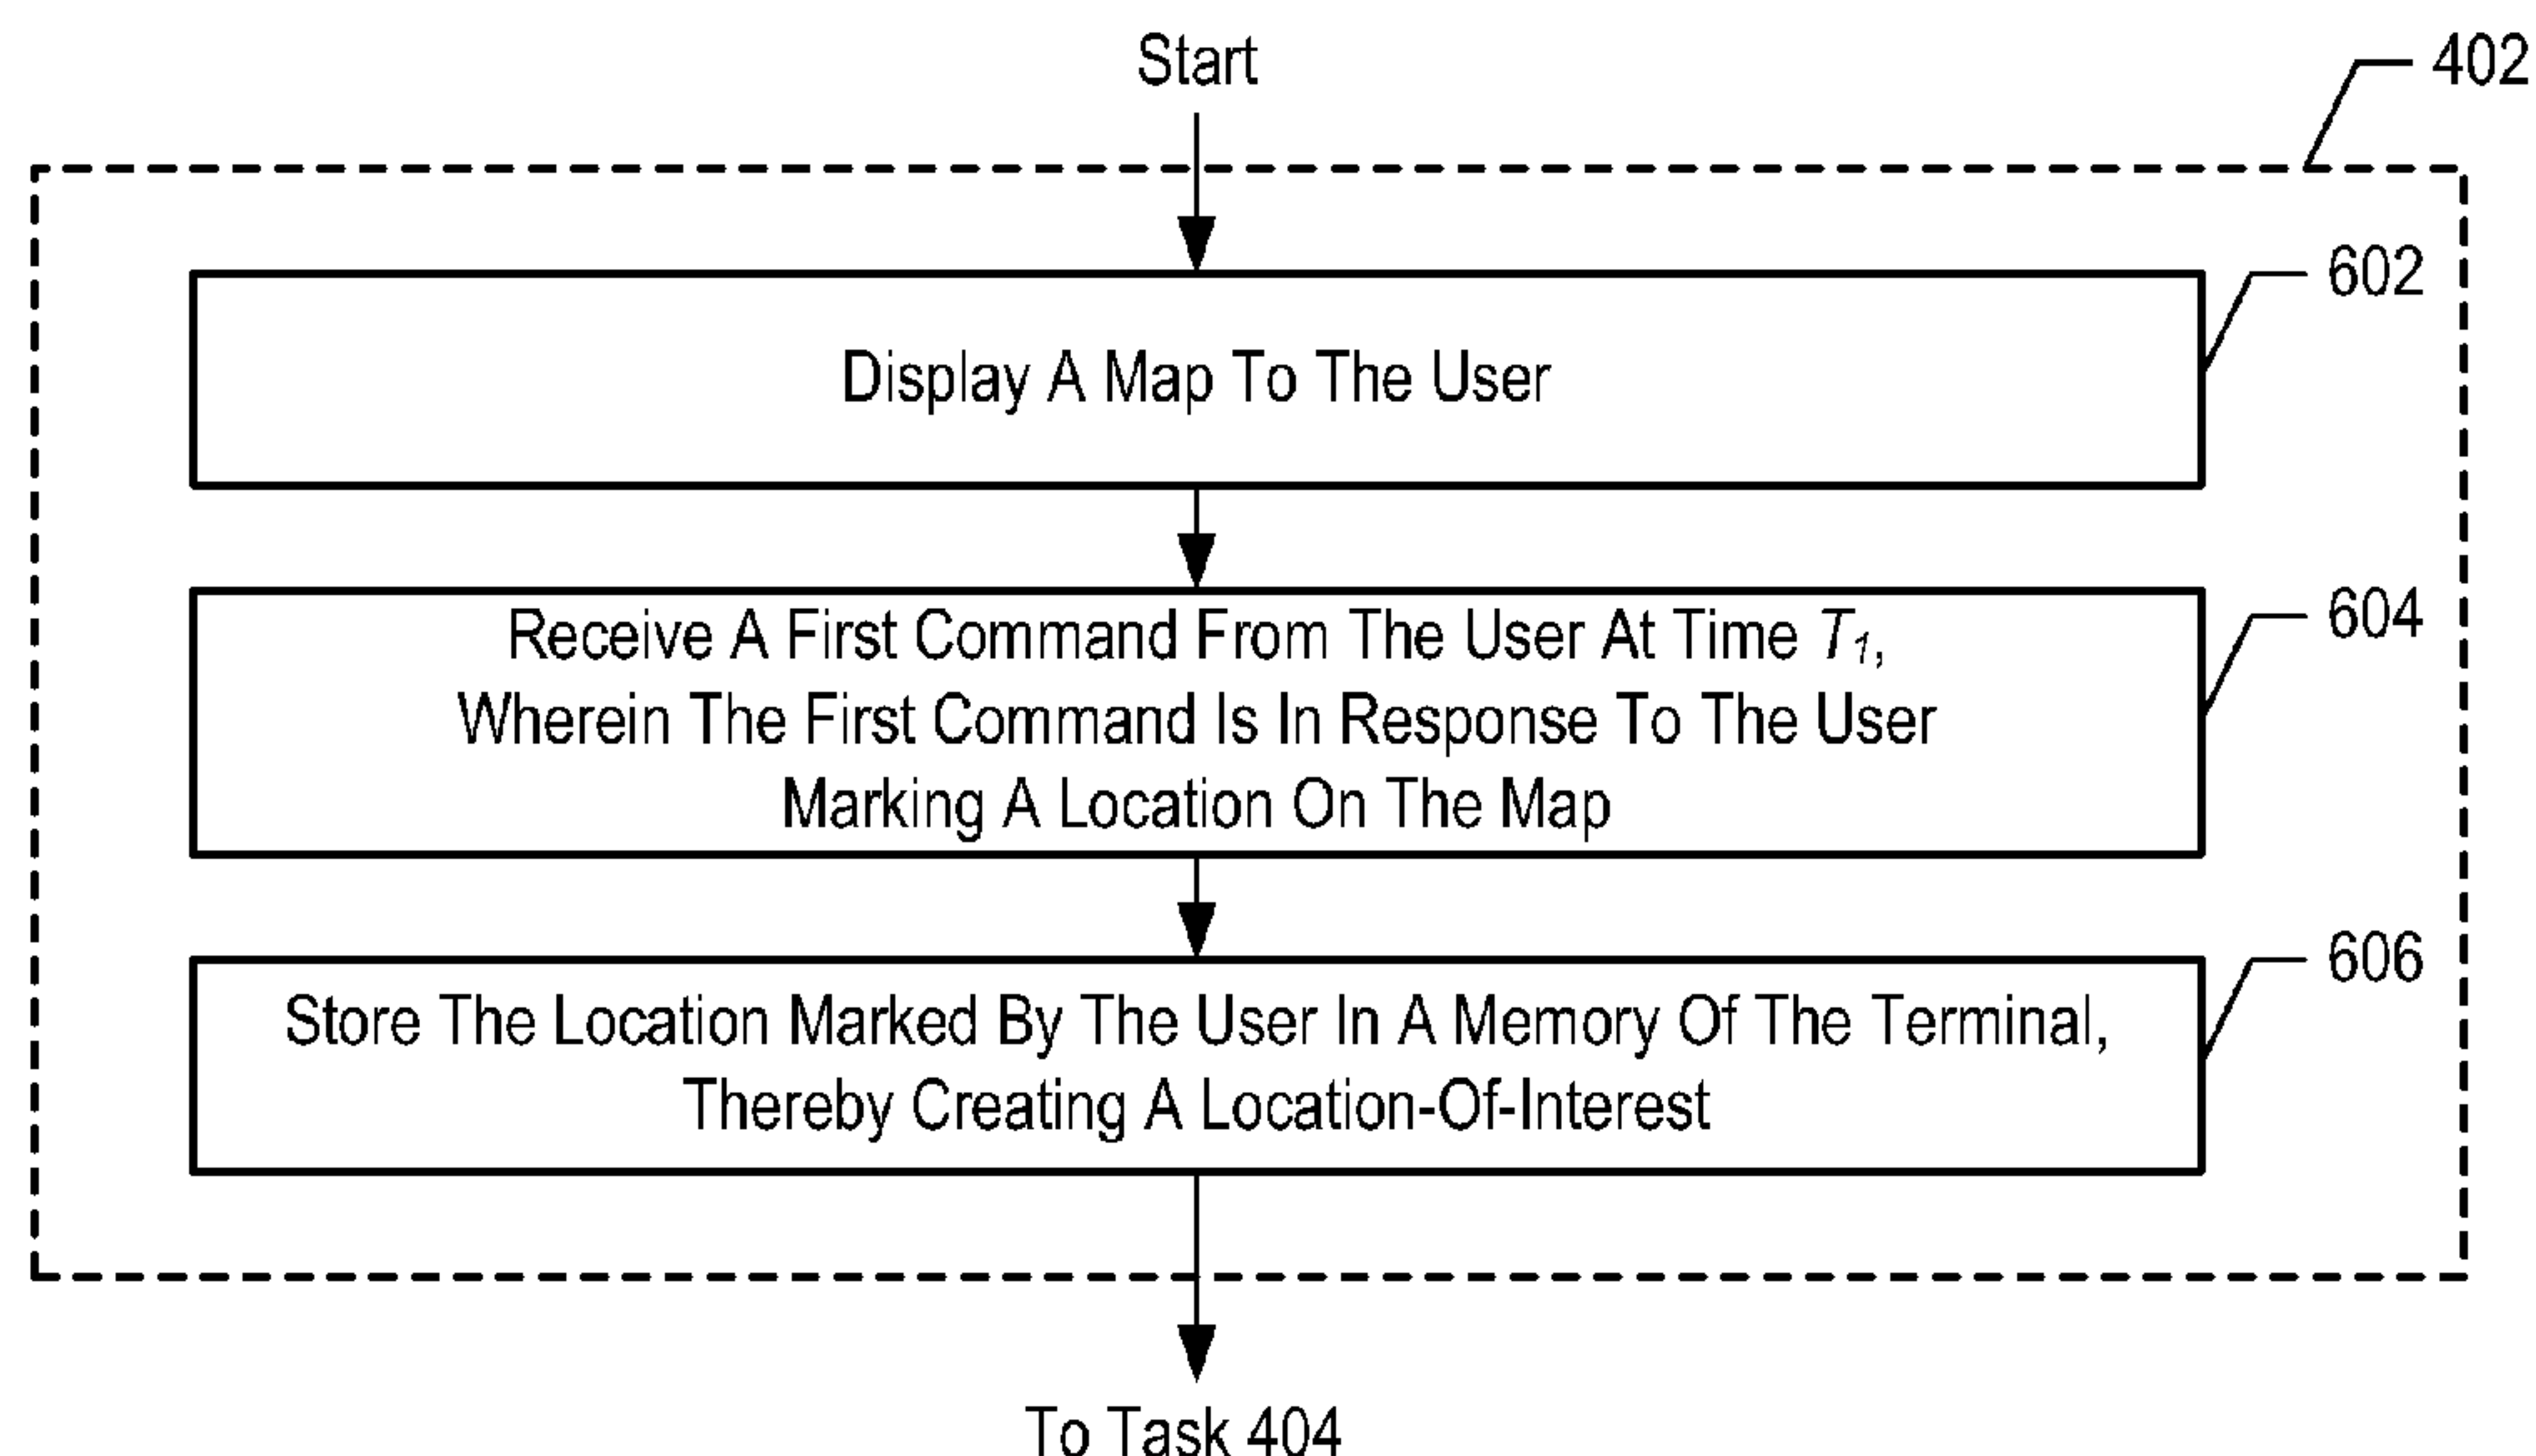 Start
402
602
Display A Map To The User
604
Receive A First Command From The User At Time T₁,
Wherein The First Command Is In Response To The User
Marking A Location On The Map
606
Store The Location Marked By The User In A Memory Of The Terminal,
Thereby Creating A Location-Of-Interest
To Task 404